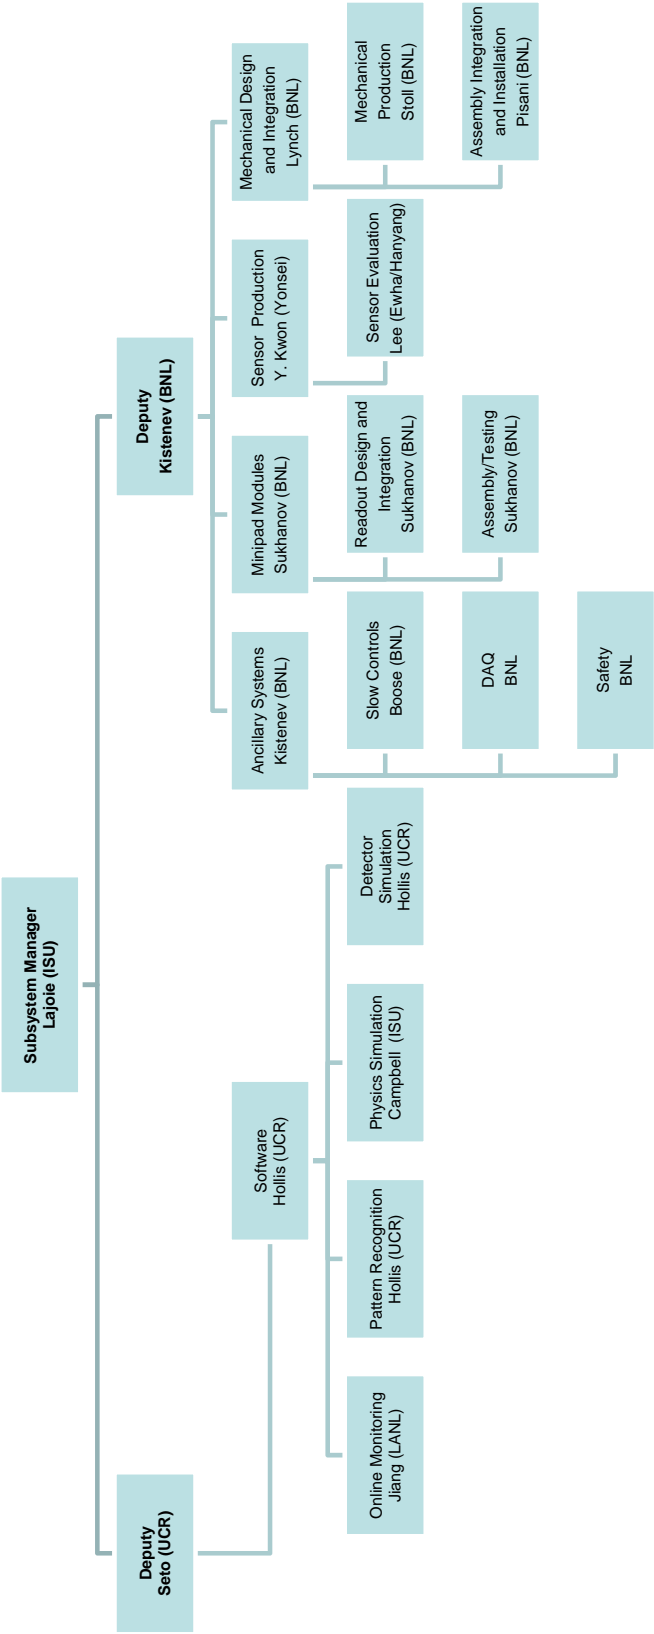 Subsystem Manager
Lajoie (ISU)
Deputy
Seto (UCR)
Deputy
Kistenev (BNL)
Software
Hollis (UCR)
Ancillary Systems
Kistenev (BNL)
Minipad Modules
Sukhanov (BNL)
Sensor Production
Y. Kwon (Yonsei)
Mechanical Design
and Integration
Lynch (BNL)
Online Monitoring
Jiang (LANL)
Pattern Recognition
Hollis (UCR)
Physics Simulation
Campbell (ISU)
Detector
Simulation
Hollis (UCR)
Slow Controls
Boose (BNL)
Readout Design and
Integration
Sukhanov (BNL)
Sensor Evaluation
Lee (Ewha/Hanyang)
Mechanical
Production
Stoll (BNL)
DAQ
BNL
Assembly/Testing
Sukhanov (BNL)
Assembly Integration
and Installation
Pisani (BNL)
Safety
BNL